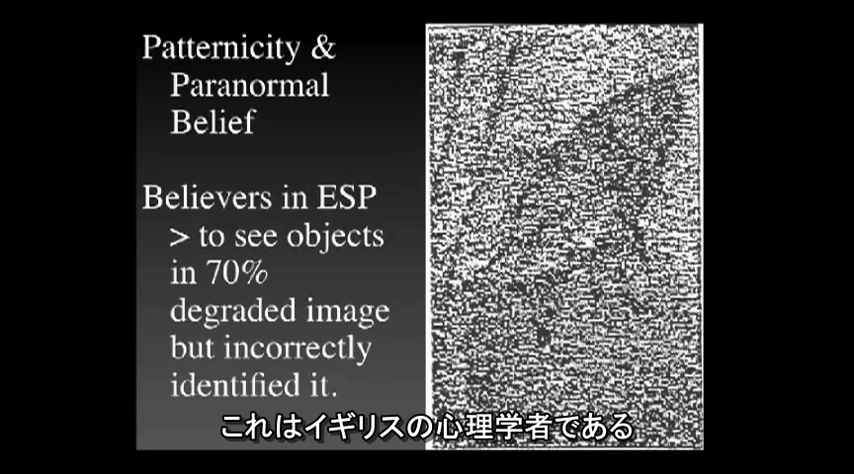 Patternicity &
Paranormal
Belief
Believers in ESP
> to see objects
in 70%
degraded image
but incorrectly
identified it.
これはイギリスの心理学者である